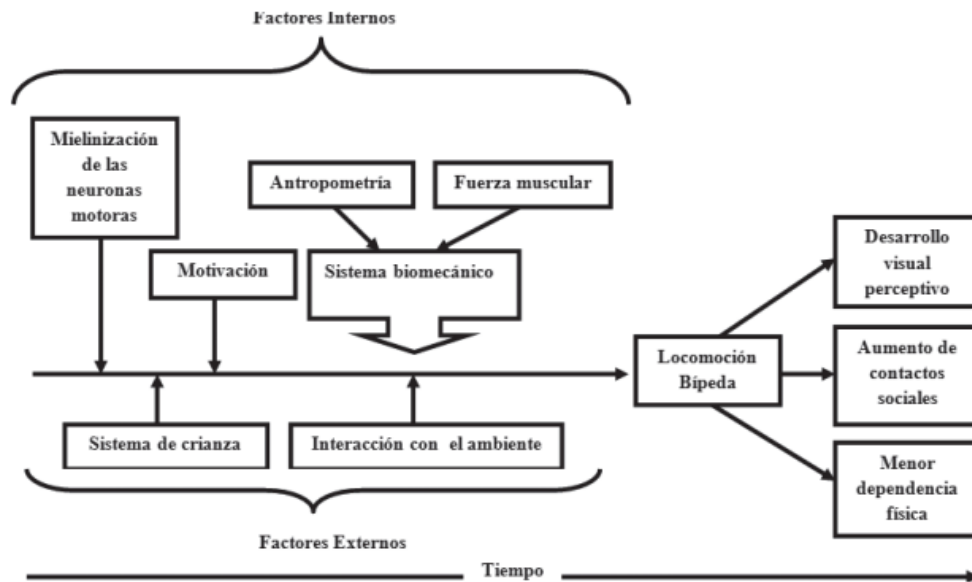 Factores Internos
Mielinización
de las
neuronas
motoras
Antropometría
Fuerza muscular
Motivación
Sistema biomecánico
Desarrollo
visual
perceptivo
Locomoción
Bípeda
Aumento de
contactos
sociales
Sistema de crianza
Interacción con el ambiente
Menor
dependencia
física
Factores Externos
Tiempo